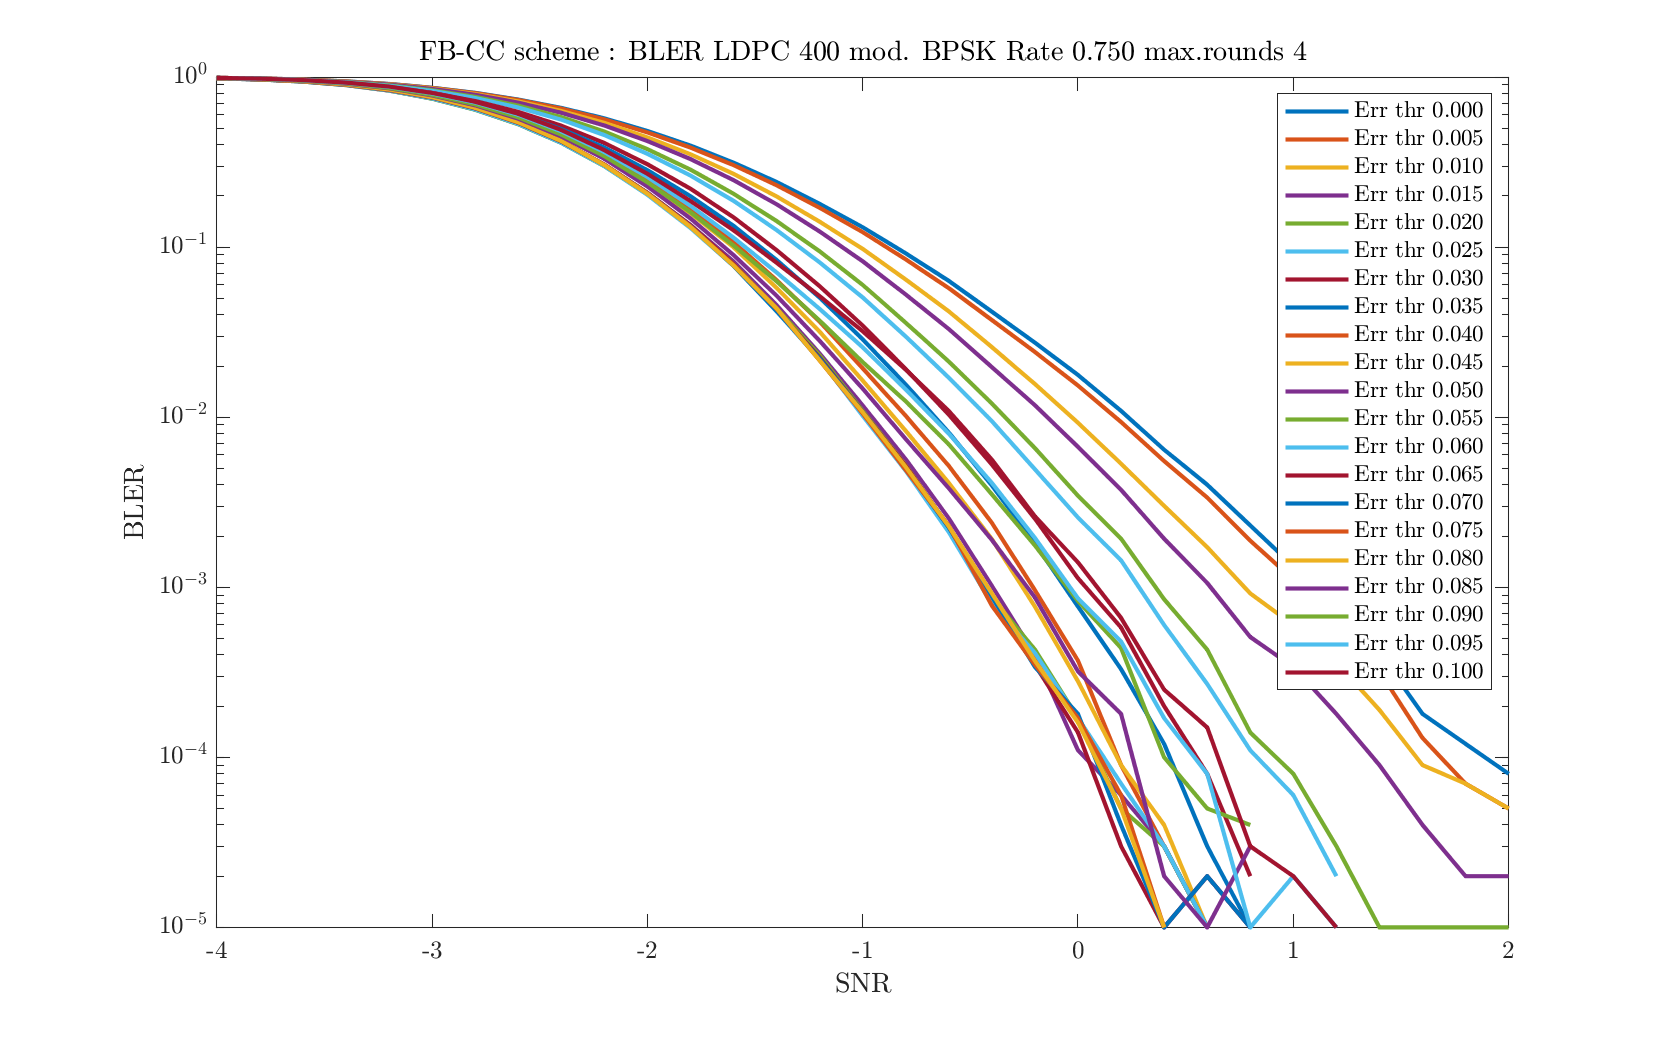 FB-CC scheme : BLER LDPC 400 mod. BPSK Rate 0.750 max.rounds 4
10^0
10^-1
10^-2
10^-3
10^-4
10^-5
BLER
-4 -3 -2 -1 0 1 2
SNR
Err thr 0.000
Err thr 0.005
Err thr 0.010
Err thr 0.015
Err thr 0.020
Err thr 0.025
Err thr 0.030
Err thr 0.035
Err thr 0.040
Err thr 0.045
Err thr 0.050
Err thr 0.055
Err thr 0.060
Err thr 0.065
Err thr 0.070
Err thr 0.075
Err thr 0.080
Err thr 0.085
Err thr 0.090
Err thr 0.095
Err thr 0.100